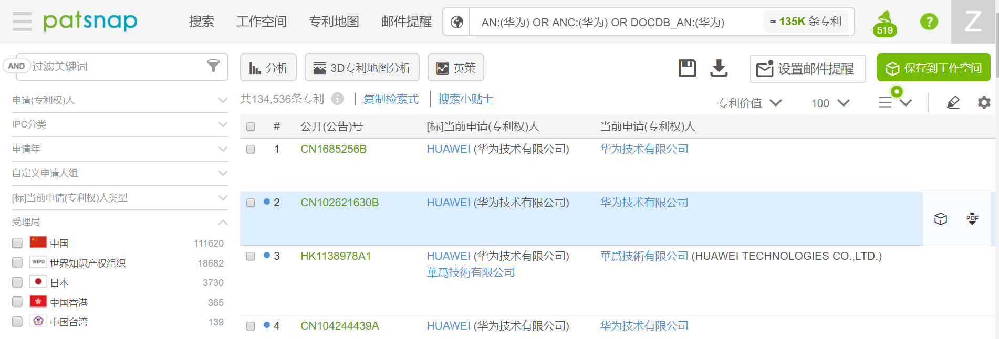 patsnap
搜索 工作空间 专利地图 邮件提醒
AN:(华为) OR ANC:(华为) OR DOCDB_AN:(华为)
≈ 135K 条专利
519
?
Z
AND 过滤关键词
分析 3D专利地图分析 英策
设置邮件提醒
保存到工作空间
共134,536条专利 i | 复制检索式 | 搜索小贴士
专利价值 100
申请(专利权)人
IPC分类
申请年
自定义申请人组
[标]当前申请(专利权)人类型
受理局
中国 111620
WIPO 世界知识产权组织 18682
日本 3730
中国香港 365
中国台湾 139
# 公开(公告)号 [标]当前申请(专利权)人 当前申请(专利权)人
1 CN1685256B HUAWEI (华为技术有限公司) 华为技术有限公司
2 CN102621630B HUAWEI (华为技术有限公司) 华为技术有限公司
PDF
3 HK1138978A1 HUAWEI (华为技术有限公司) 華爲技術有限公司 (HUAWEI TECHNOLOGIES CO.,LTD.)
華爲技術有限公司
4 CN104244439A HUAWEI (华为技术有限公司) 华为技术有限公司